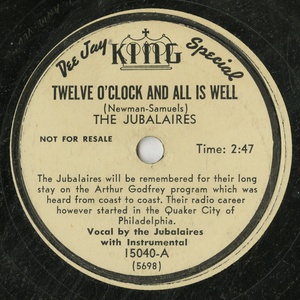 Dee Jay KING Special
TWELVE O'CLOCK AND ALL IS WELL
(Newman-Samuels)
THE JUBALAIRES
NOT FOR RESALE
Time: 2:47
The Jubalaires will be remembered for their long
stay on the Arthur Godfrey program which was
heard from coast to coast. Their radio career
however started in the Quaker City of
Philadelphia.
Vocal by the Jubalaires
with Instrumental
15040-A
(5698)